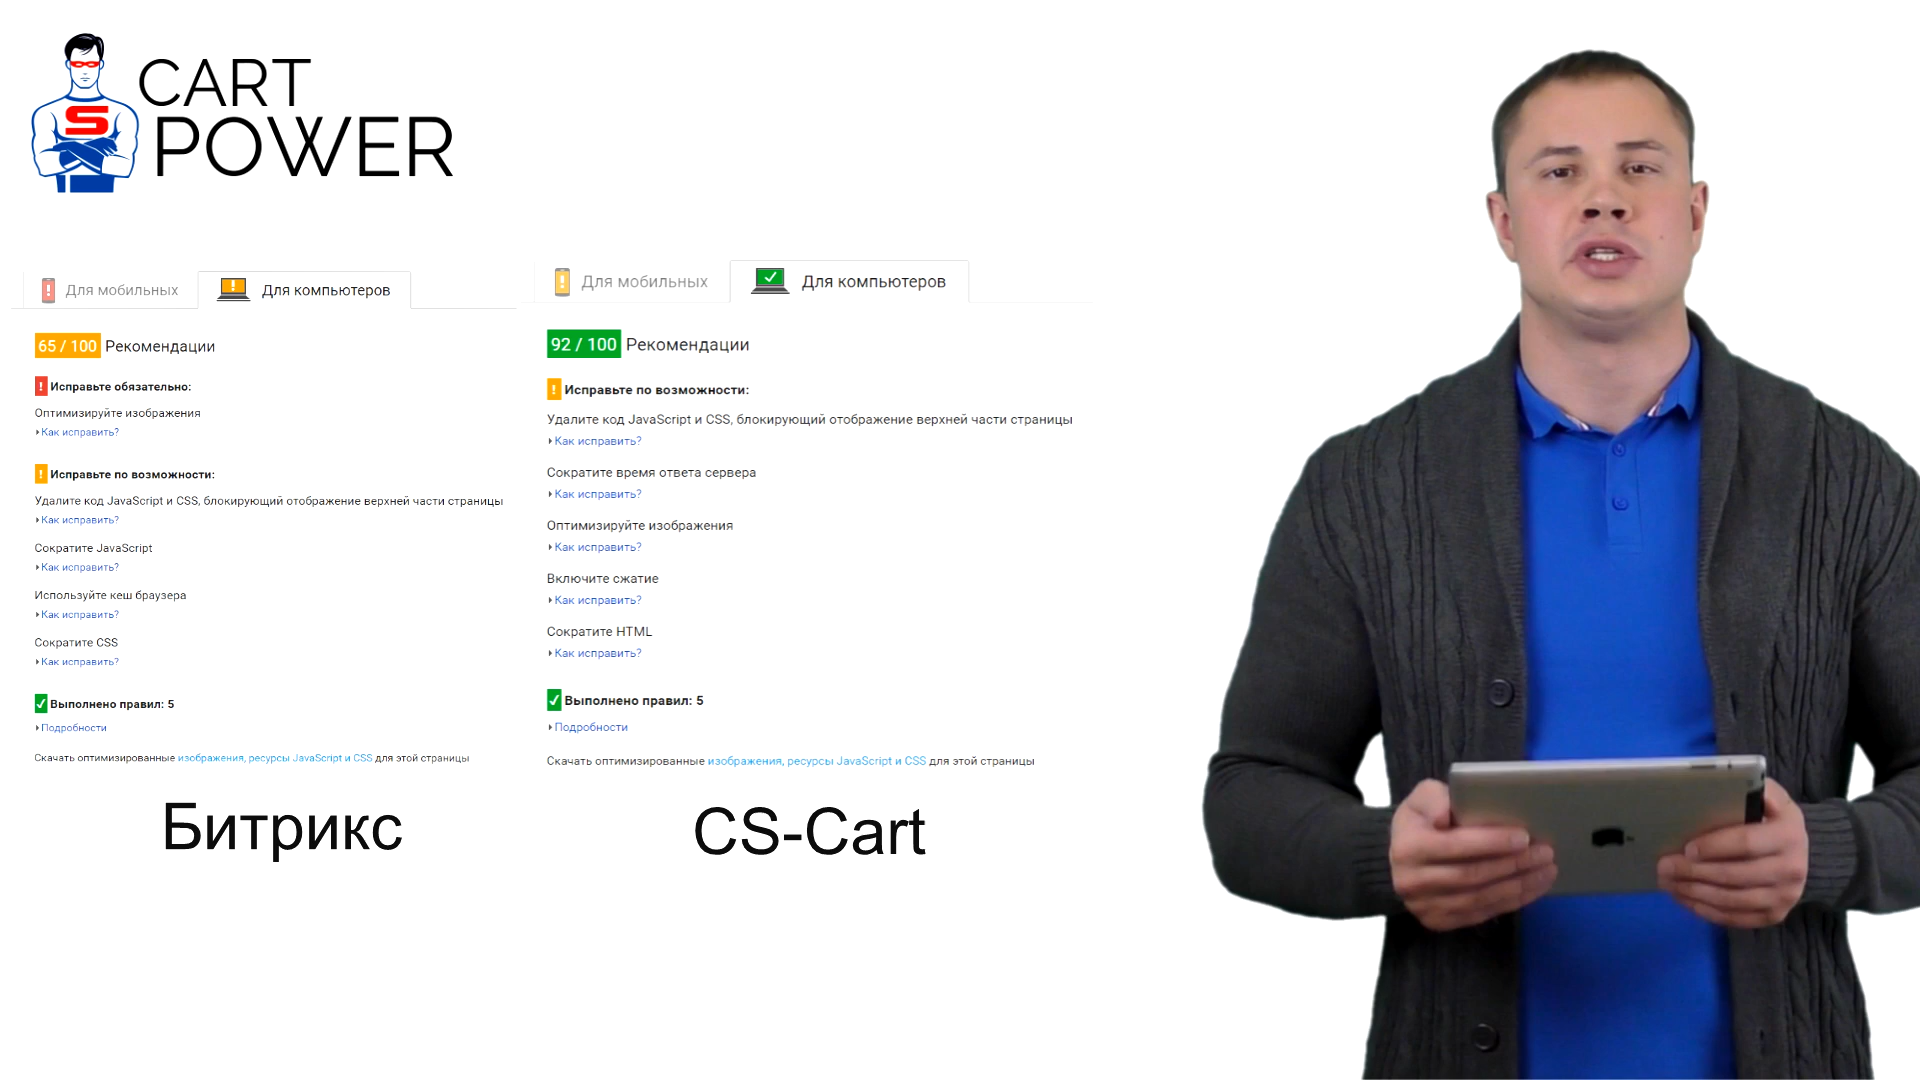 CART
POWER
S
Для мобильных
Для компьютеров
65 / 100 Рекомендации
! Исправьте обязательно:
Оптимизируйте изображения
Как исправить?
! Исправьте по возможности:
Удалите код JavaScript и CSS, блокирующий отображение верхней части страницы
Как исправить?
Сократите JavaScript
Как исправить?
Используйте кеш браузера
Как исправить?
Сократите CSS
Как исправить?
Выполнено правил: 5
Подробности
Скачать оптимизированные изображения, ресурсы JavaScript и CSS для этой страницы
Битрикс
Для мобильных
Для компьютеров
92 / 100 Рекомендации
! Исправьте по возможности:
Удалите код JavaScript и CSS, блокирующий отображение верхней части страницы
Как исправить?
Сократите время ответа сервера
Как исправить?
Оптимизируйте изображения
Как исправить?
Включите сжатие
Как исправить?
Сократите HTML
Как исправить?
Выполнено правил: 5
Подробности
Скачать оптимизированные изображения, ресурсы JavaScript и CSS для этой страницы
CS-Cart